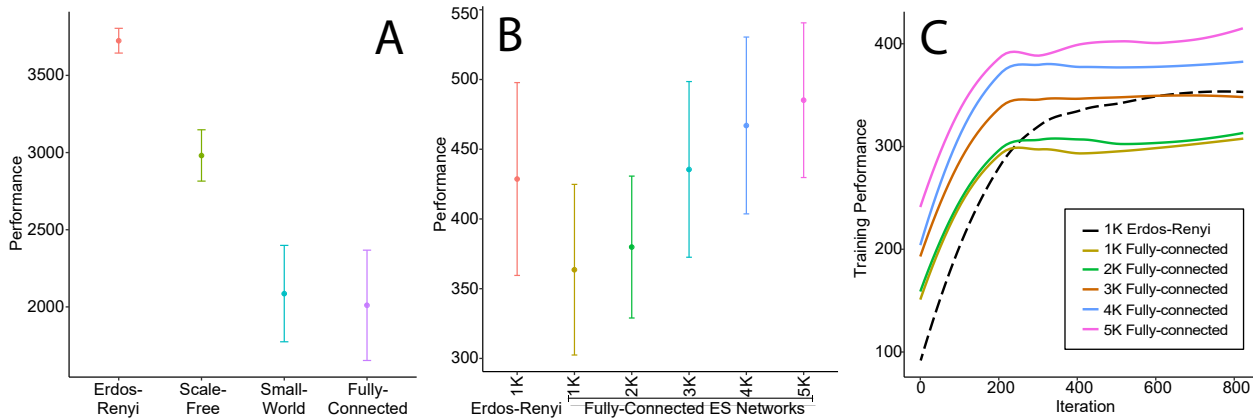 A
Performance
3500
3000
2500
2000
Erdos-
Renyi
Scale-
Free
Small-
World
Fully-
Connected
B
Performance
550
500
450
400
350
300
1K
1K
2K
3K
4K
5K
Erdos-Renyi
Fully-Connected ES Networks
C
Training Performance
400
300
200
100
1K Erdos-Renyi
1K Fully-connected
2K Fully-connected
3K Fully-connected
4K Fully-connected
5K Fully-connected
0
200
400
600
800
Iteration